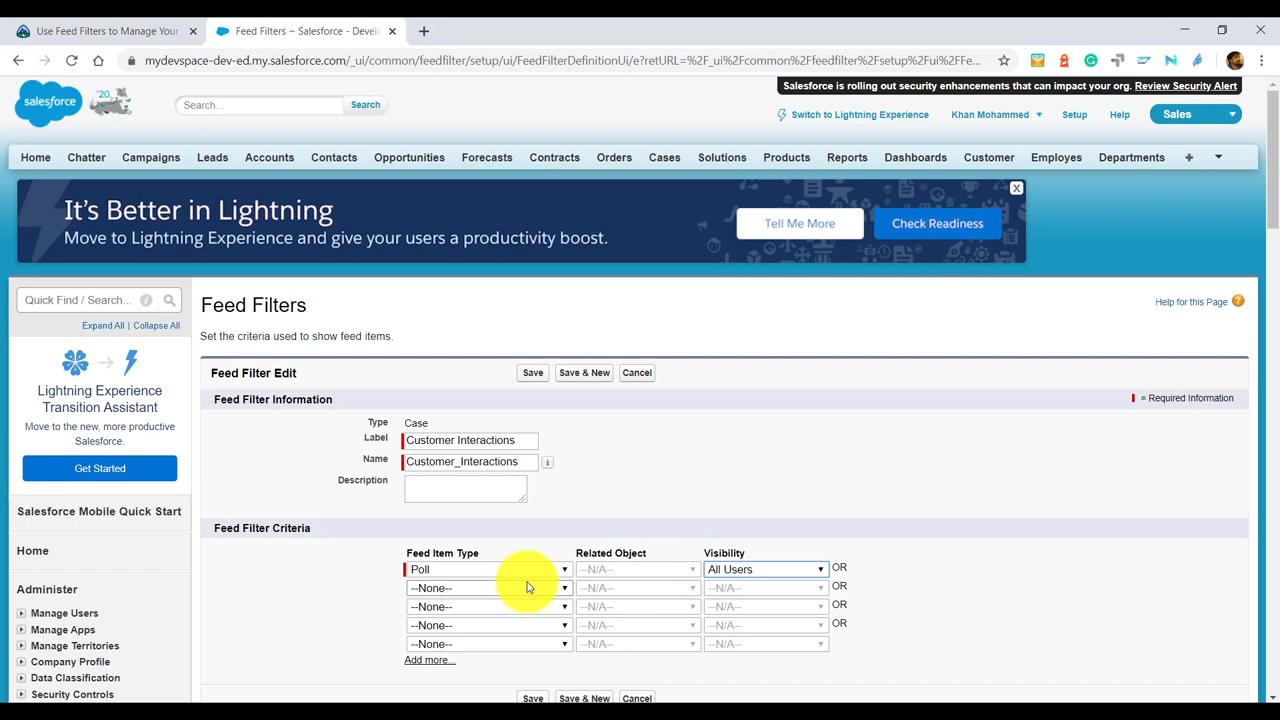 Use Feed Filters to Manage Your
Feed Filters ~ Salesforce - Develo
mydevspace-dev-ed.my.salesforce.com/_ui/common/feedfilter/setup/ui/FeedFilterDefinitionUi/e?retURL=%2F_ui%2Fcommon%2Ffeedfilter%2Fsetup%2Fui%2FFe...
Salesforce is rolling out security enhancements that can impact your org. Review Security Alert
salesforce
'20
Search...
Search
Switch to Lightning Experience
Khan Mohammed
Setup
Help
Sales
Home
Chatter
Campaigns
Leads
Accounts
Contacts
Opportunities
Forecasts
Contracts
Orders
Cases
Solutions
Products
Reports
Dashboards
Customer
Employes
Departments
It's Better in Lightning
Move to Lightning Experience and give your users a productivity boost.
Tell Me More
Check Readiness
X
Quick Find / Search...
Expand All | Collapse All
Lightning Experience
Transition Assistant
Move to the new, more productive
Salesforce.
Get Started
Salesforce Mobile Quick Start
Home
Administer
Manage Users
Manage Apps
Manage Territories
Company Profile
Data Classification
Security Controls
Feed Filters
Help for this Page
Set the criteria used to show feed items.
Feed Filter Edit
Save
Save & New
Cancel
Feed Filter Information
= Required Information
Type
Case
Label
Customer Interactions
Name
Customer_Interactions
Description
Feed Filter Criteria
Feed Item Type
Related Object
Visibility
Poll
--N/A--
All Users
OR
--None--
--N/A--
--N/A--
OR
--None--
--N/A--
--N/A--
OR
--None--
--N/A--
--N/A--
OR
--None--
--N/A--
--N/A--
Add more...
Save
Save & New
Cancel